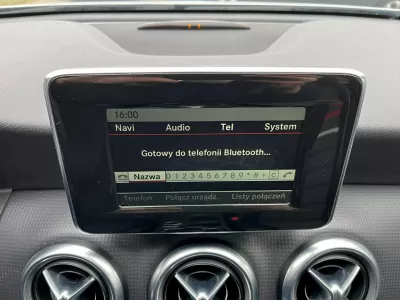 16:00
Navi Audio Tel System
Gotowy do telefonii Bluetooth...
Nazwa 0 1 2 3 4 5 6 7 8 9 * # + C
Telefon Połącz urządz. Listy połączeń